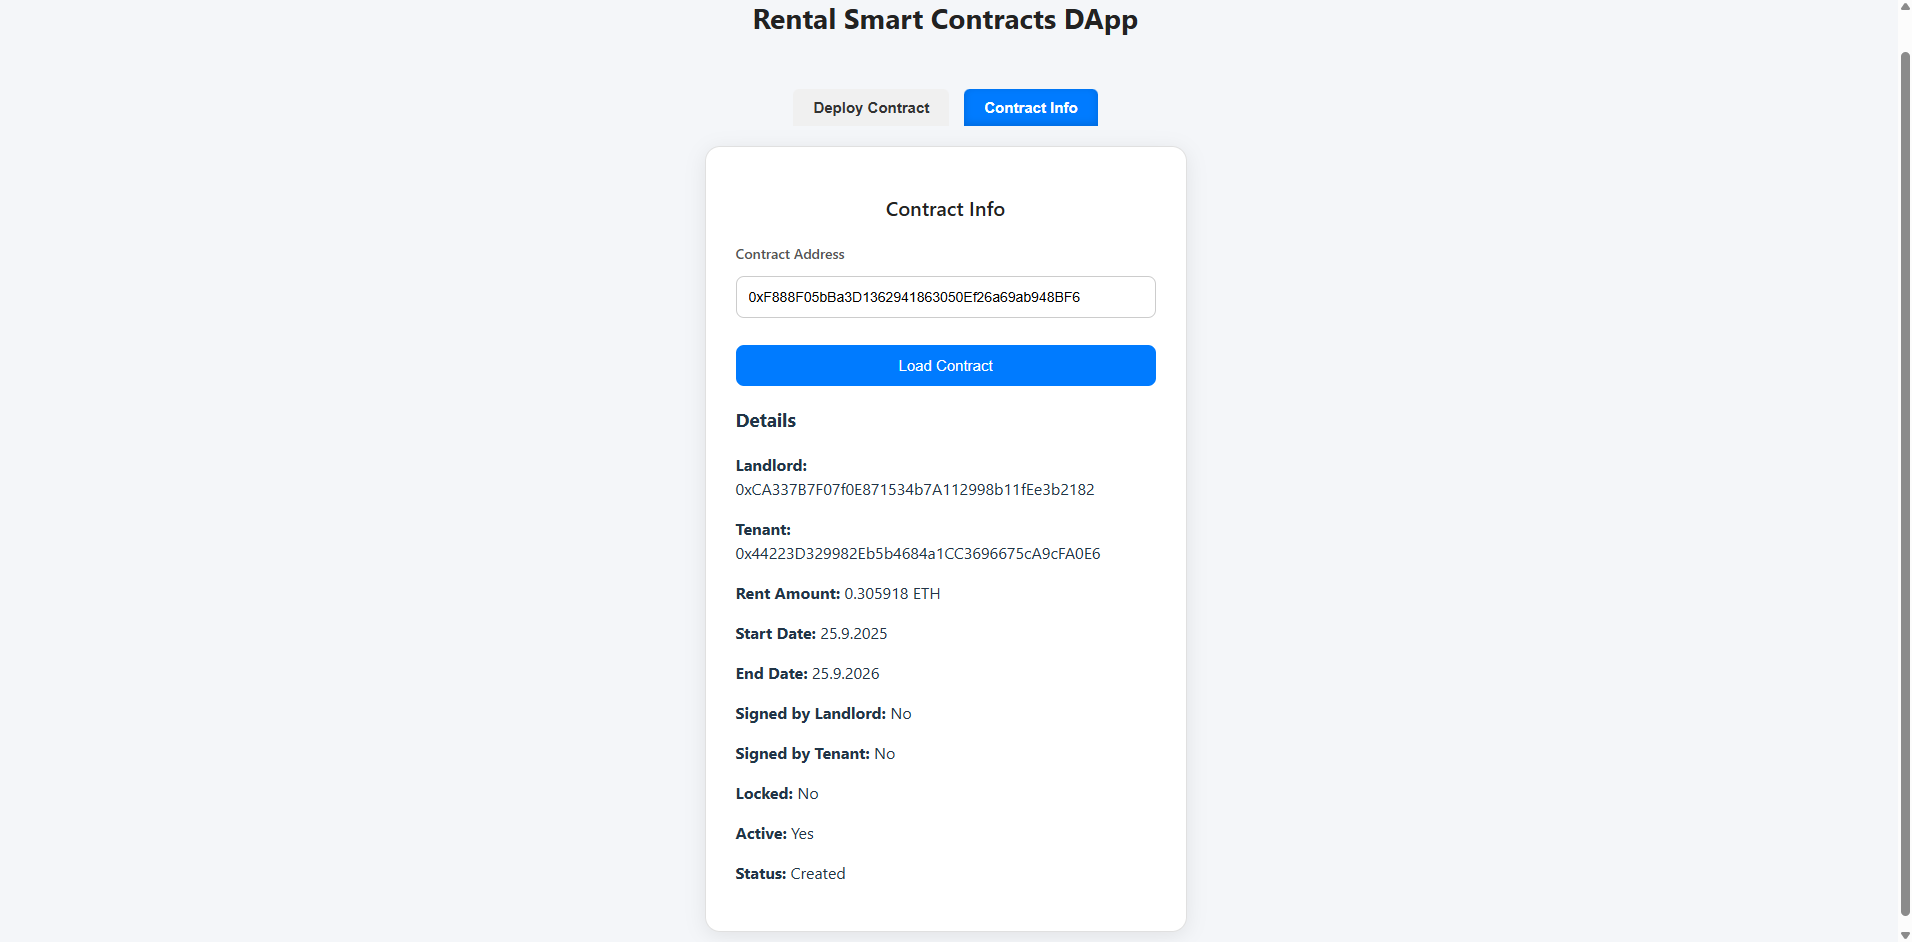 Rental Smart Contracts DApp
Deploy Contract
Contract Info
Contract Info
Contract Address
0xF888F05bBa3D1362941863050Ef26a69ab948BF6
Load Contract
Details
Landlord:
0xCA337B7F07f0E871534b7A112998b11fEe3b2182
Tenant:
0x44223D329982Eb5b4684a1CC3696675cA9cFA0E6
Rent Amount: 0.305918 ETH
Start Date: 25.9.2025
End Date: 25.9.2026
Signed by Landlord: No
Signed by Tenant: No
Locked: No
Active: Yes
Status: Created